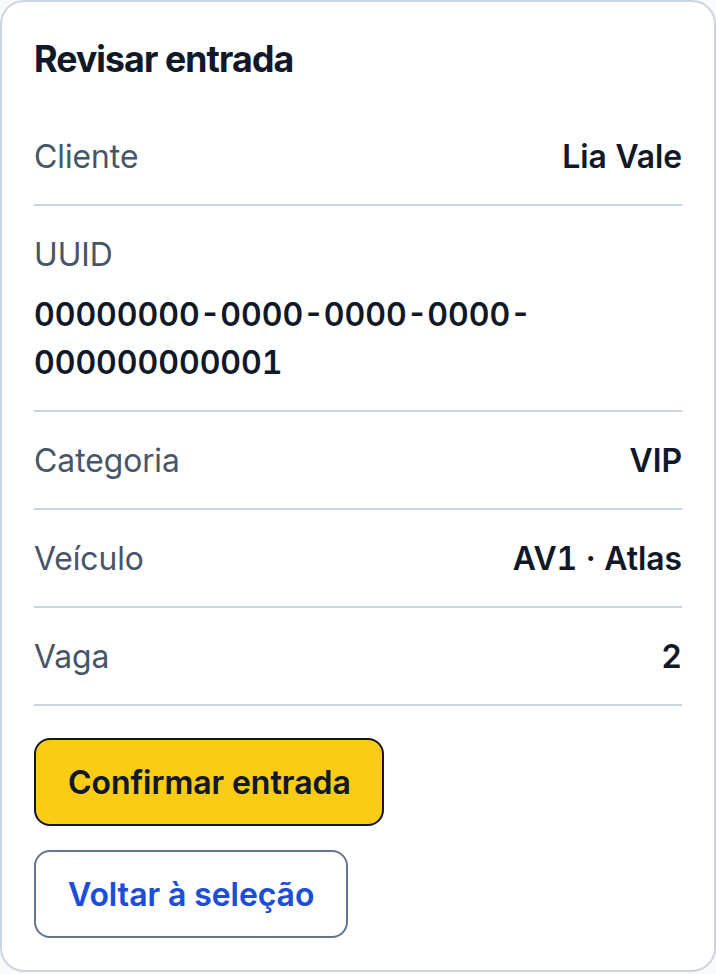 Revisar entrada
Cliente
Lia Vale
UUID
00000000-0000-0000-0000-
000000000001
Categoria
VIP
Veículo
AV1 · Atlas
Vaga
2
Confirmar entrada
Voltar à seleção